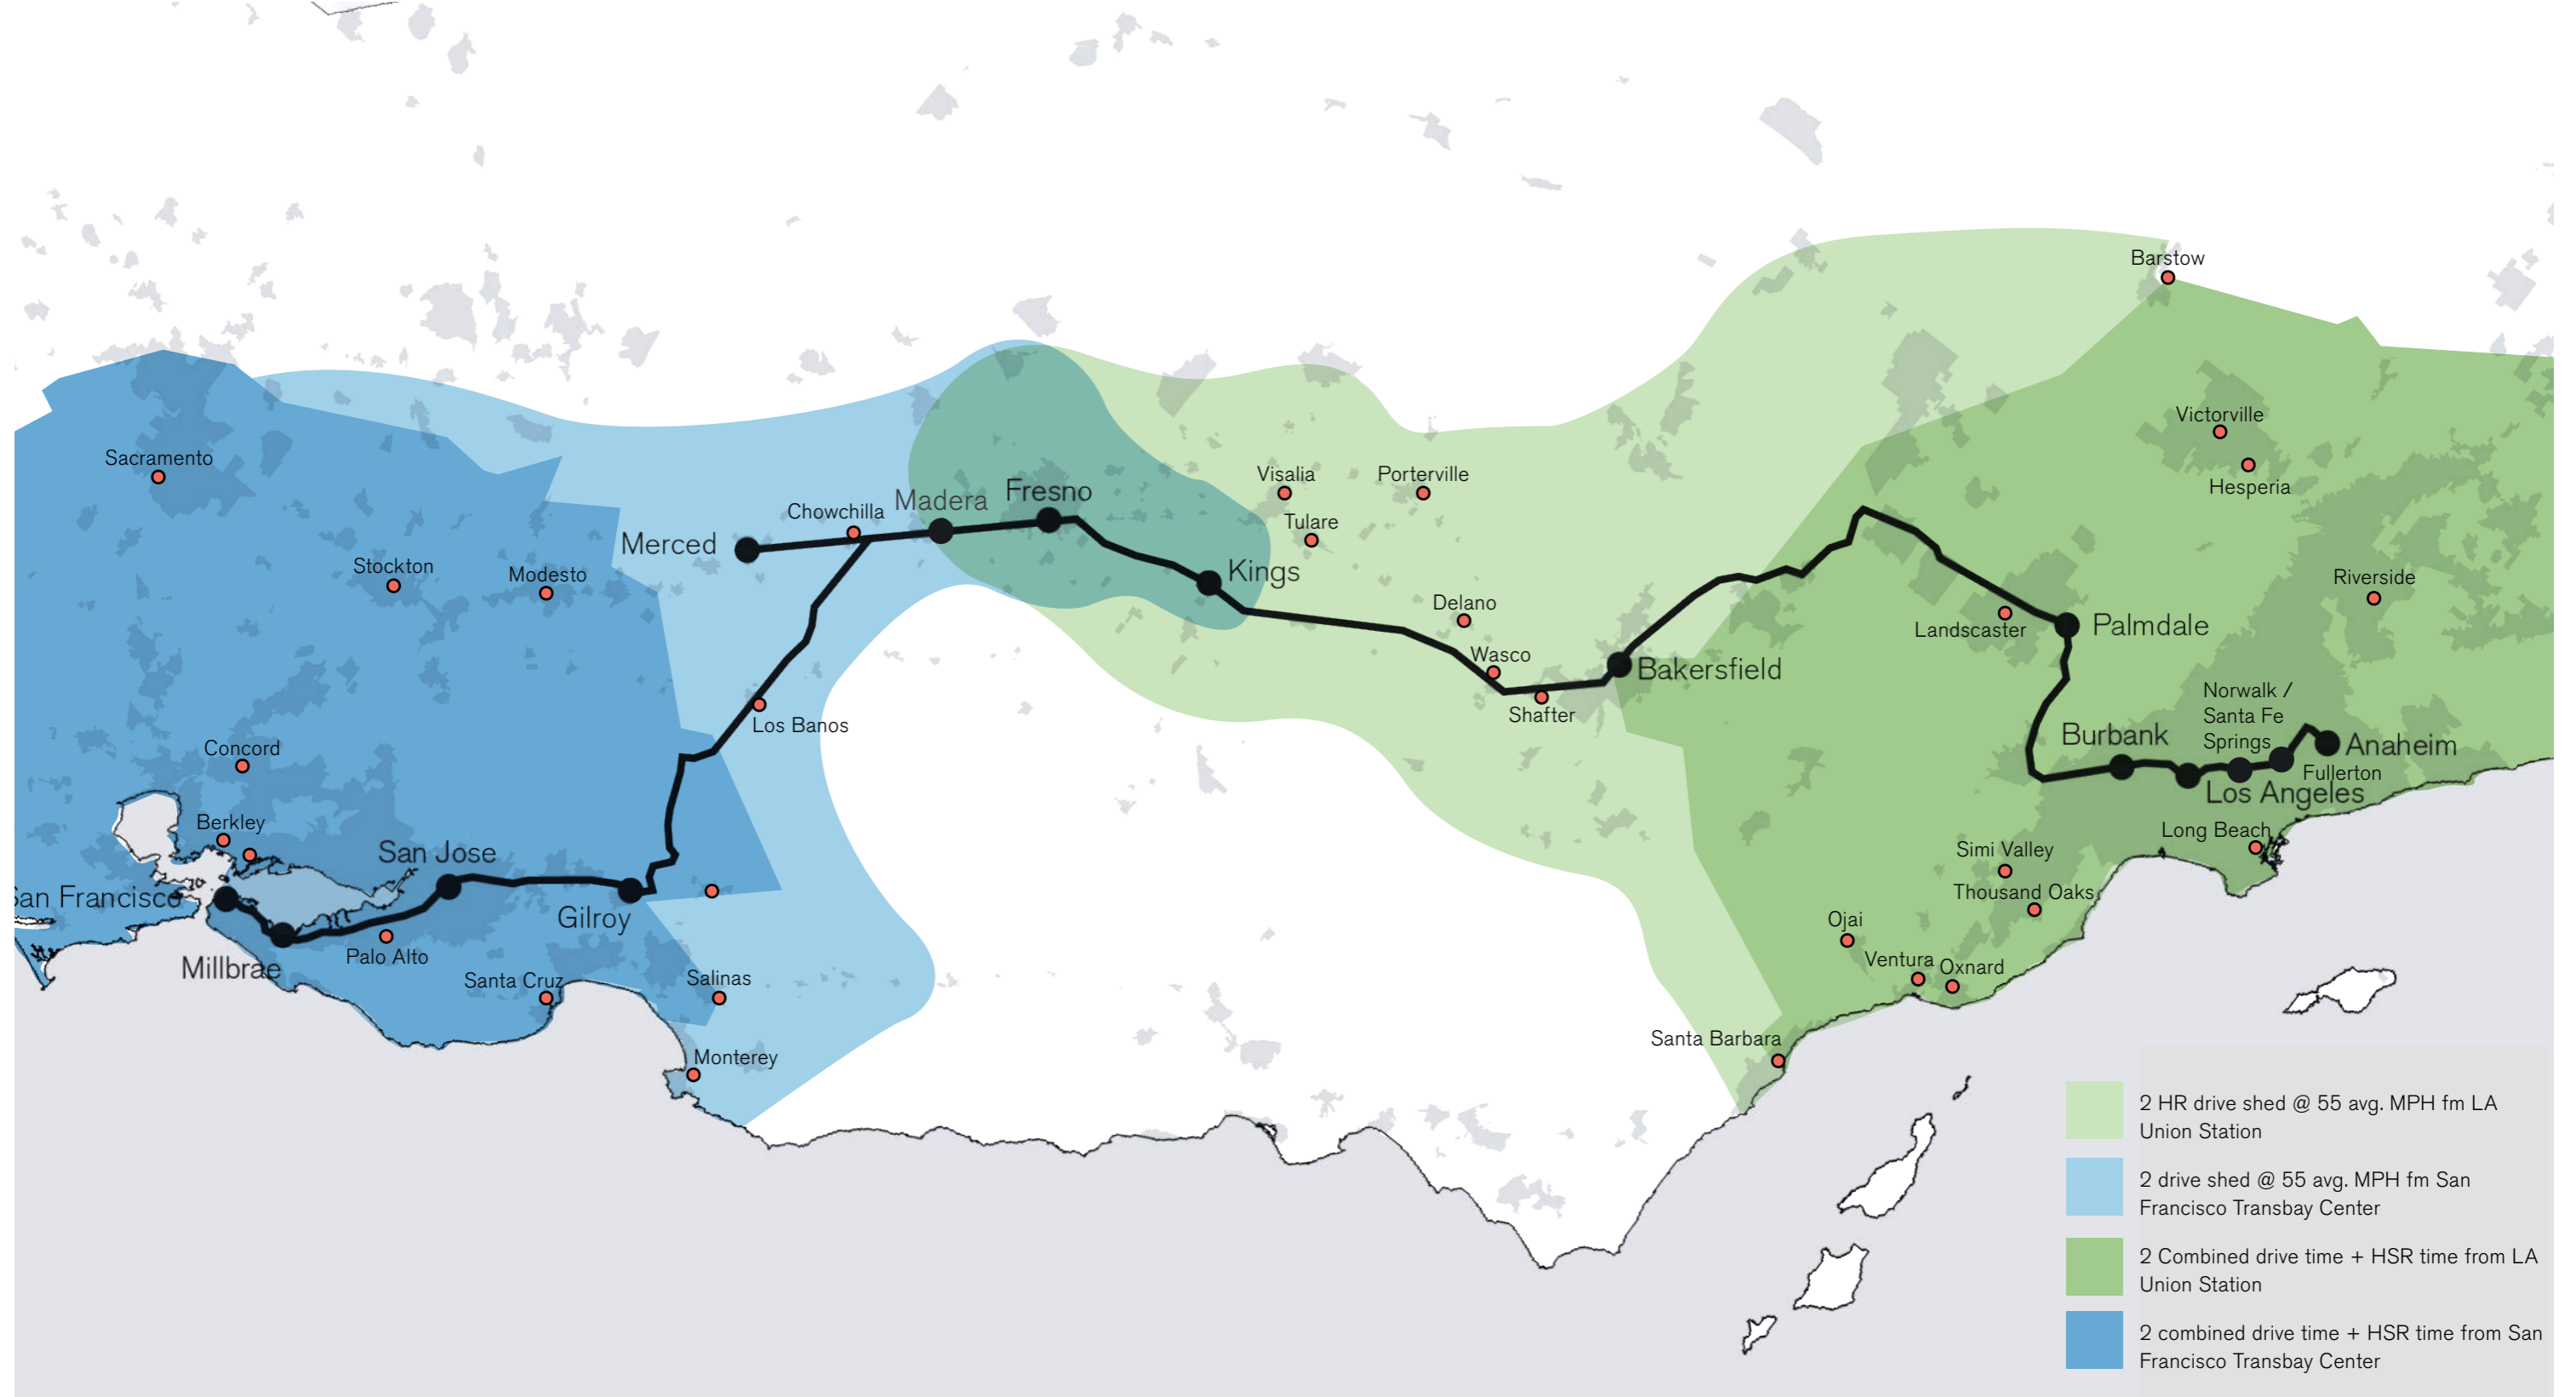 Barstow
Victorville
Hesperia
Sacramento
Visalia
Porterville
Chowchilla
Madera
Fresno
Tulare
Merced
Stockton
Modesto
Kings
Riverside
Delano
Landscaster
Palmdale
Wasco
Bakersfield
Shafter
Los Banos
Norwalk /
Santa Fe
Springs
Concord
Burbank
Anaheim
Fullerton
Los Angeles
Berkley
Long Beach
San Jose
Simi Valley
Thousand Oaks
San Francisco
Gilroy
Ojai
Palo Alto
Millbrae
Santa Cruz
Salinas
Ventura
Oxnard
Santa Barbara
Monterey
2 HR drive shed @ 55 avg. MPH fm LA
Union Station
2 drive shed @ 55 avg. MPH fm San
Francisco Transbay Center
2 Combined drive time + HSR time from LA
Union Station
2 combined drive time + HSR time from San
Francisco Transbay Center